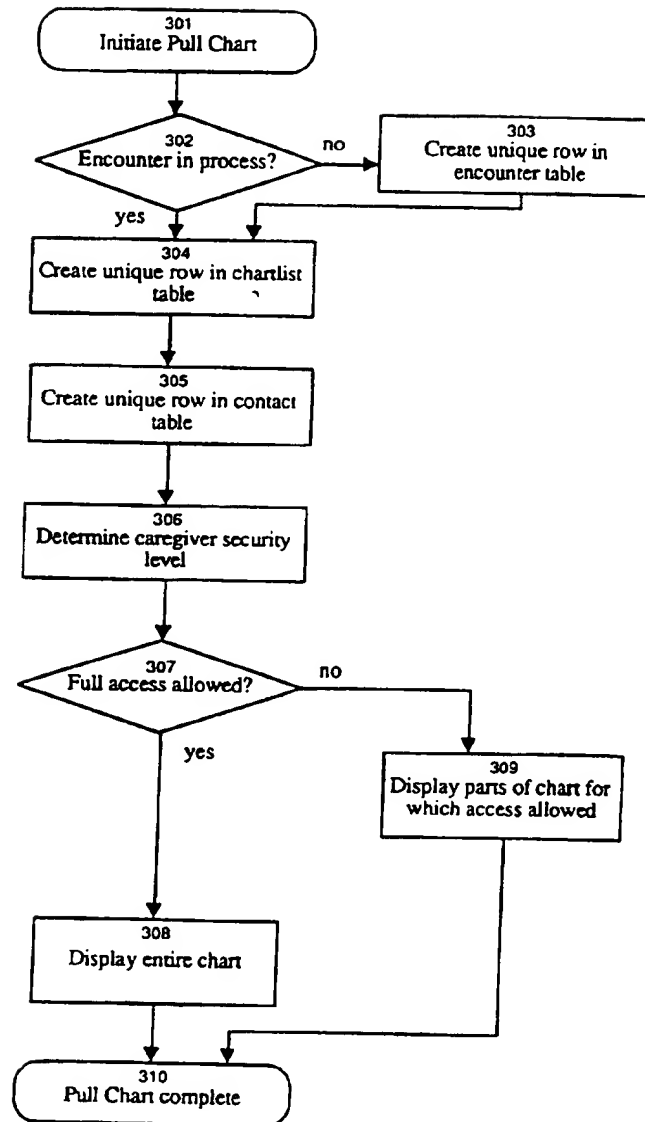 301
Initiate Pull Chart
302
Encounter in process?
no
303
Create unique row in
encounter table
yes
304
Create unique row in chartlist
table
305
Create unique row in contact
table
306
Determine caregiver security
level
307
Full access allowed?
no
yes
309
Display parts of chart for
which access allowed
308
Display entire chart
310
Pull Chart complete